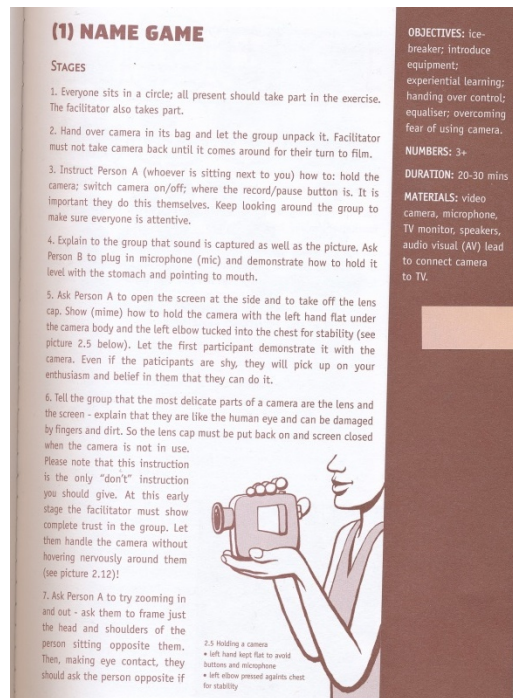 (1) NAME GAME
STAGES
1. Everyone sits in a circle; all present should take part in the exercise.
The facilitator also takes part.
2. Hand over camera in its bag and let the group unpack it. Facilitator
must not take camera back until it comes around for their turn to film.
3. Instruct Person A (whoever is sitting next to you) how to: hold the
camera; switch camera on/off; where the record/pause button is. It is
important they do this themselves. Keep looking around the group to
make sure everyone is attentive.
4. Explain to the group that sound is captured as well as the picture. Ask
Person B to plug in microphone (mic) and demonstrate how to hold it
level with the stomach and pointing to mouth.
5. Ask Person A to open the screen at the side and to take off the lens
cap. Show (mime) how to hold the camera with the left hand flat under
the camera body and the left elbow tucked into the chest for stability (see
picture 2.5 below). Let the first participant demonstrate it with the
camera. Even if the paticipants are shy, they will pick up on your
enthusiasm and belief in them that they can do it.
6. Tell the group that the most delicate parts of a camera are the lens and
the screen - explain that they are like the human eye and can be damaged
by fingers and dirt. So the lens cap must be put back on and screen closed
when the camera is not in use.
Please note that this instruction
is the only "don't" instruction
you should give. At this early
stage the facilitator must show
complete trust in the group. Let
them handle the camera without
hovering nervously around them
(see picture 2.12)!
7. Ask Person A to try zooming in
and out - ask them to frame just
the head and shoulders of the
person sitting opposite them.
Then, making eye contact, they
should ask the person opposite if
2.5 Holding a camera
• left hand kept flat to avoid
buttons and microphone
• left elbow pressed againts chest
for stability
OBJECTIVES: ice-
breaker; introduce
equipment;
experiential learning;
handing over control;
equaliser; overcoming
fear of using camera.
NUMBERS: 3+
DURATION: 20-30 mins
MATERIALS: video
camera, microphone,
TV monitor, speakers,
audio visual (AV) lead
to connect camera
to TV.